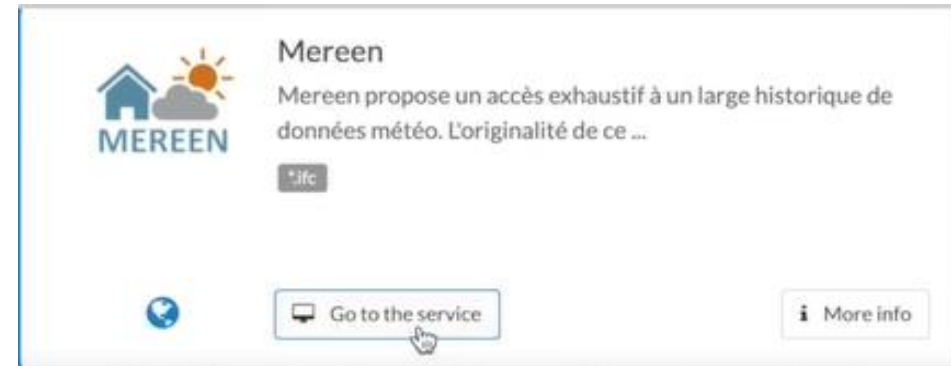 Mereen
Mereen propose un accès exhaustif à un large historique de
données météo. L'originalité de ce ...
MEREEN
*.ifc
Go to the service
More info